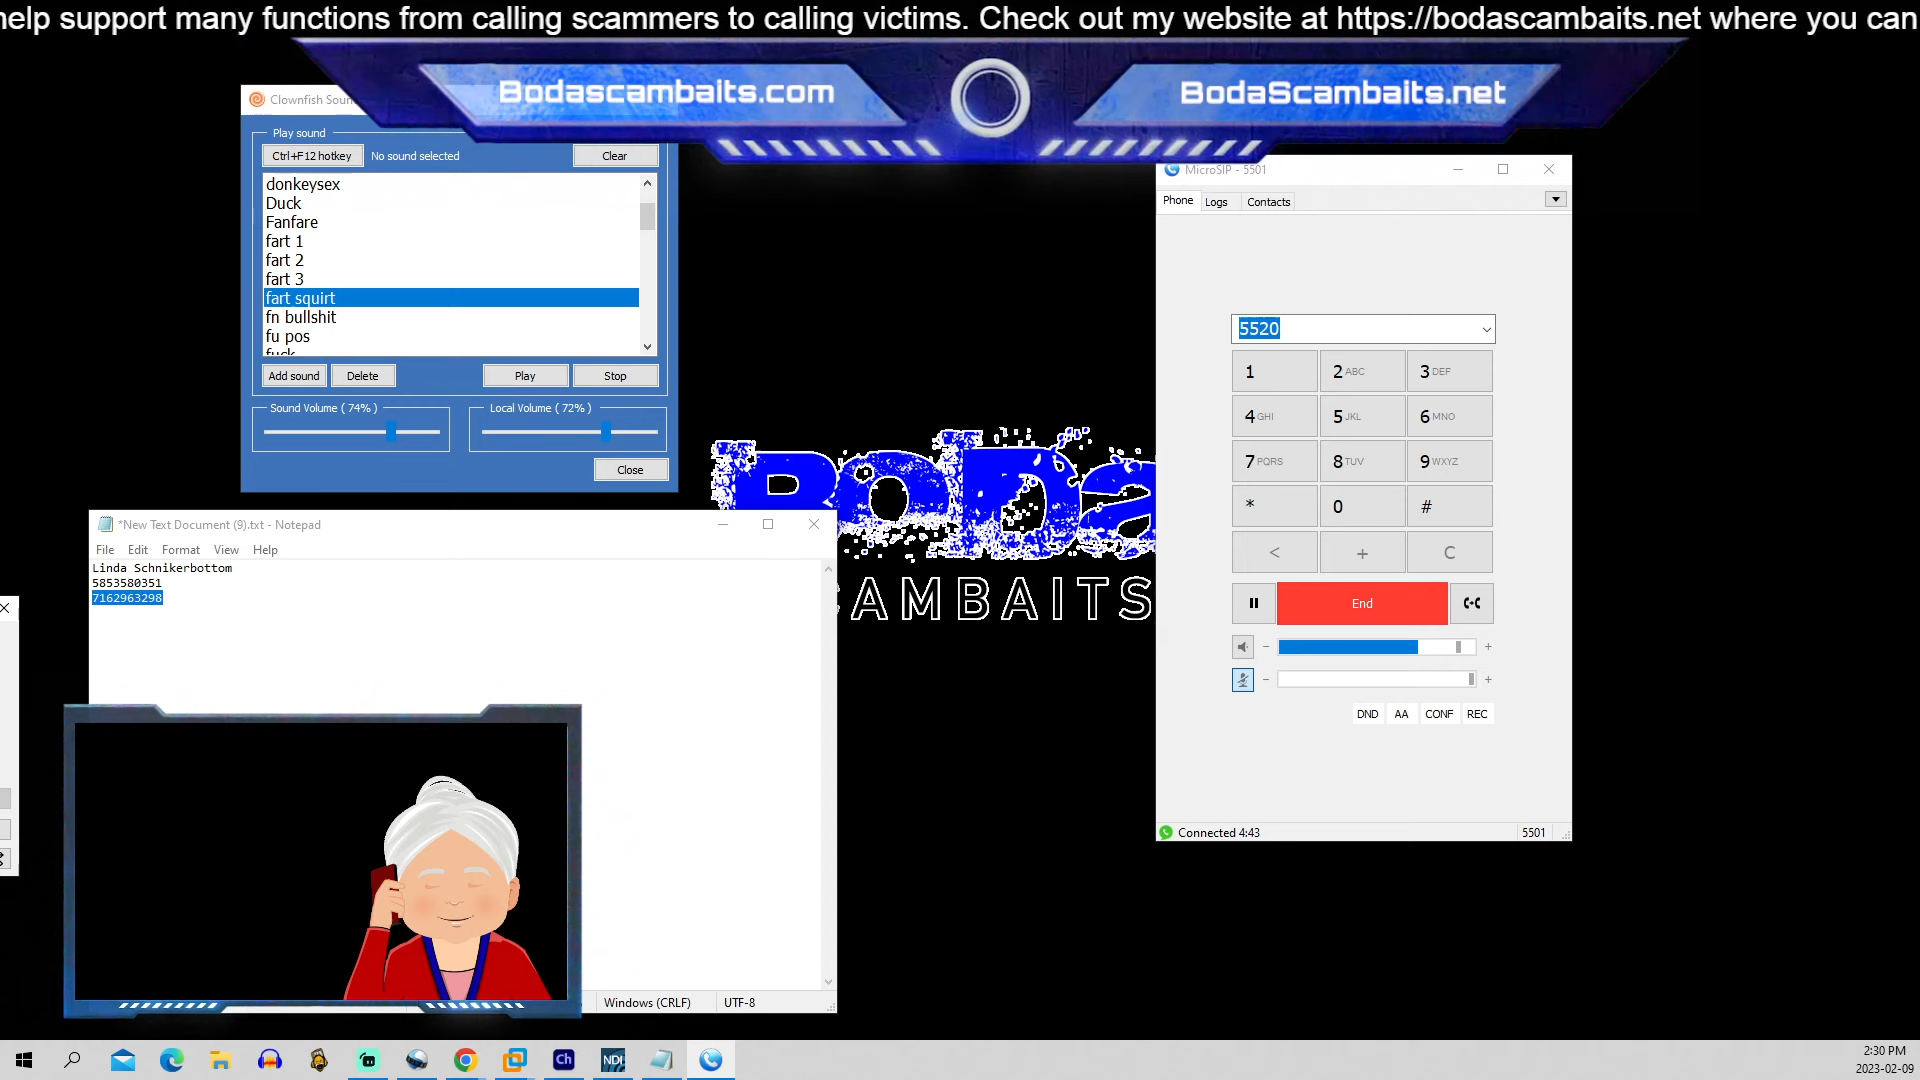 help support many functions from calling scammers to calling victims. Check out my website at https://bodascambaits.net where you can
Bodascambaits.com
BodaScambaits.net
Clownfish Soun
Play sound
Ctrl+F12 hotkey
No sound selected
Clear
donkeysex
Duck
Fanfare
fart 1
fart 2
fart 3
fart squirt
fn bullshit
fu pos
fuck
Add sound
Delete
Play
Stop
Sound Volume ( 74% )
Local Volume ( 72% )
Close
MicroSIP - 5501
Phone
Logs
Contacts
5520
1
2 ABC
3 DEF
4 GHI
5 JKL
6 MNO
7 PQRS
8 TUV
9 WXYZ
*
0
#
<
+
C
End
- +
- +
DND
AA
CONF
REC
Connected 4:43
5501
BoDa
CAMBAITS
*New Text Document (9).txt - Notepad
File Edit Format View Help
Linda Schnikerbottom
5853580351
7162963298
Windows (CRLF)
UTF-8
Ch
NDI
2:30 PM
2023-02-09